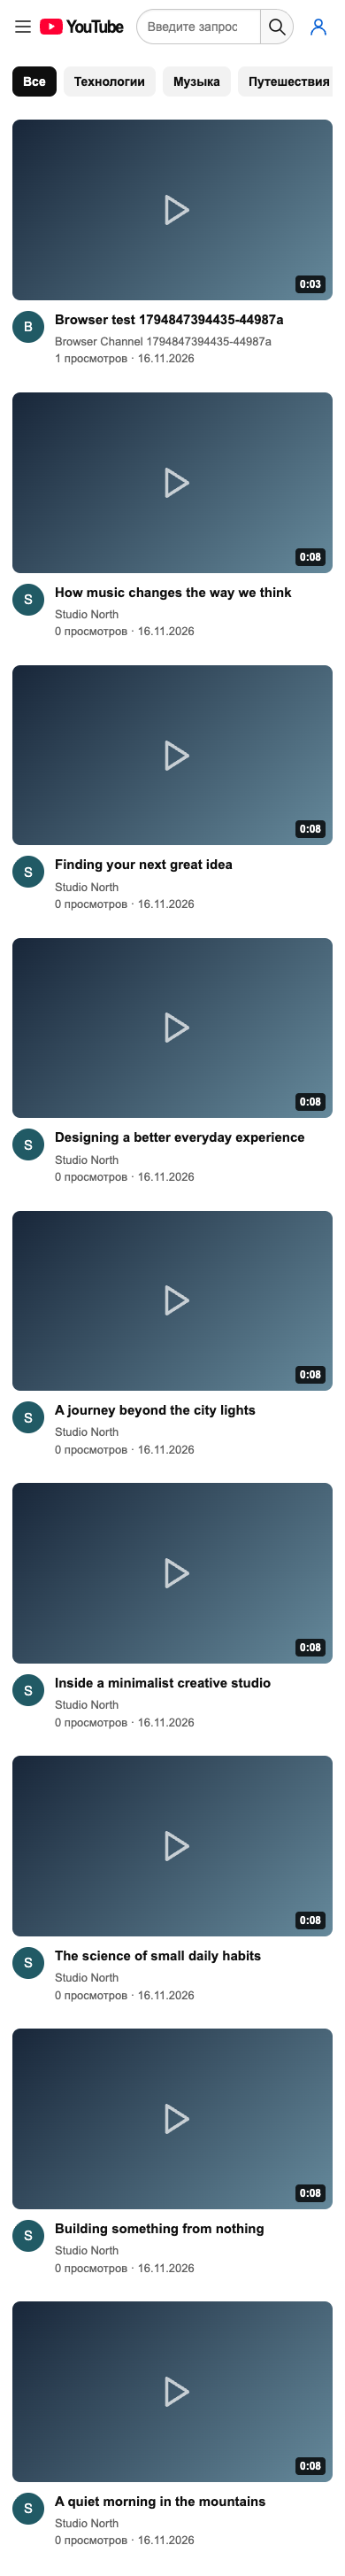 YouTube
Введите запрос
Все
Технологии
Музыка
Путешествия
0:03
B
Browser test 1794847394435-44987a
Browser Channel 1794847394435-44987a
1 просмотров · 16.11.2026
0:08
S
How music changes the way we think
Studio North
0 просмотров · 16.11.2026
0:08
S
Finding your next great idea
Studio North
0 просмотров · 16.11.2026
0:08
S
Designing a better everyday experience
Studio North
0 просмотров · 16.11.2026
0:08
S
A journey beyond the city lights
Studio North
0 просмотров · 16.11.2026
0:08
S
Inside a minimalist creative studio
Studio North
0 просмотров · 16.11.2026
0:08
S
The science of small daily habits
Studio North
0 просмотров · 16.11.2026
0:08
S
Building something from nothing
Studio North
0 просмотров · 16.11.2026
0:08
S
A quiet morning in the mountains
Studio North
0 просмотров · 16.11.2026